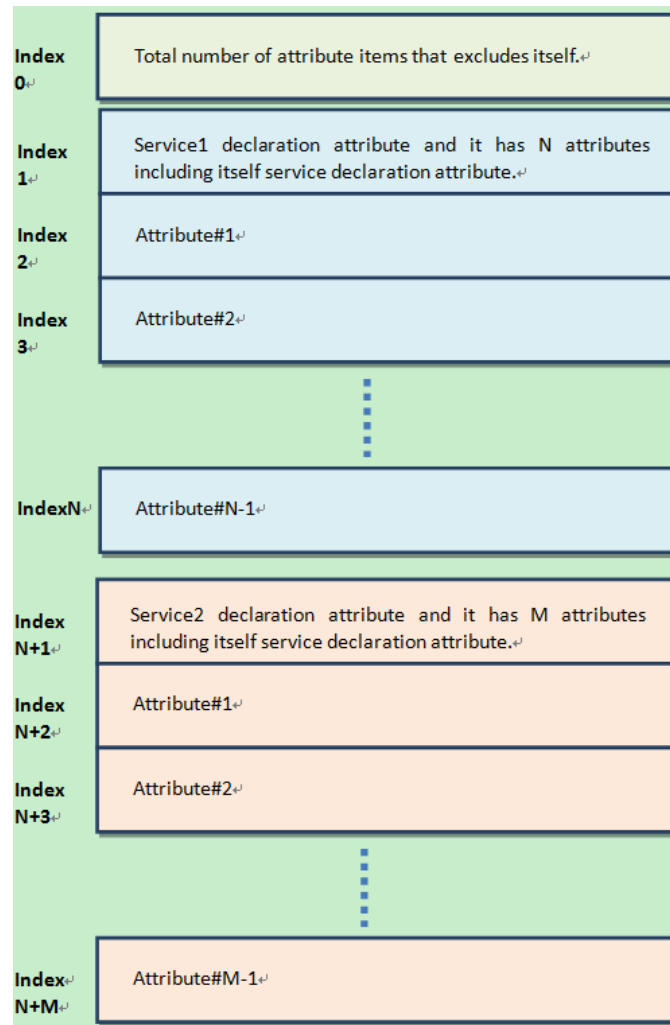 Index
0↵
Total number of attribute items that excludes itself.↵
Index
1↵
Service1 declaration attribute and it has N attributes
including itself service declaration attribute.↵
Index
2↵
Attribute#1↵
Index
3↵
Attribute#2↵
IndexN↵
Attribute#N-1↵
Index
N+1↵
Service2 declaration attribute and it has M attributes
including itself service declaration attribute.↵
Index
N+2↵
Attribute#1↵
Index
N+3↵
Attribute#2↵
Index↵
N+M↵
Attribute#M-1↵